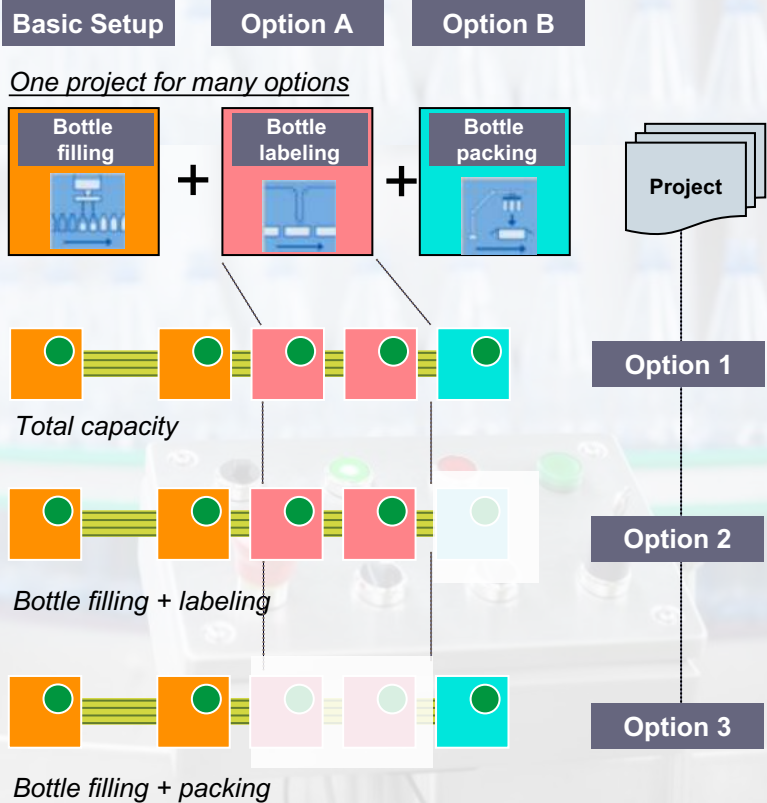 Basic Setup
Option A
Option B
One project for many options
Bottle
filling
+
Bottle
labeling
+
Bottle
packing
Project
Option 1
Total capacity
Option 2
Bottle filling + labeling
Option 3
Bottle filling + packing